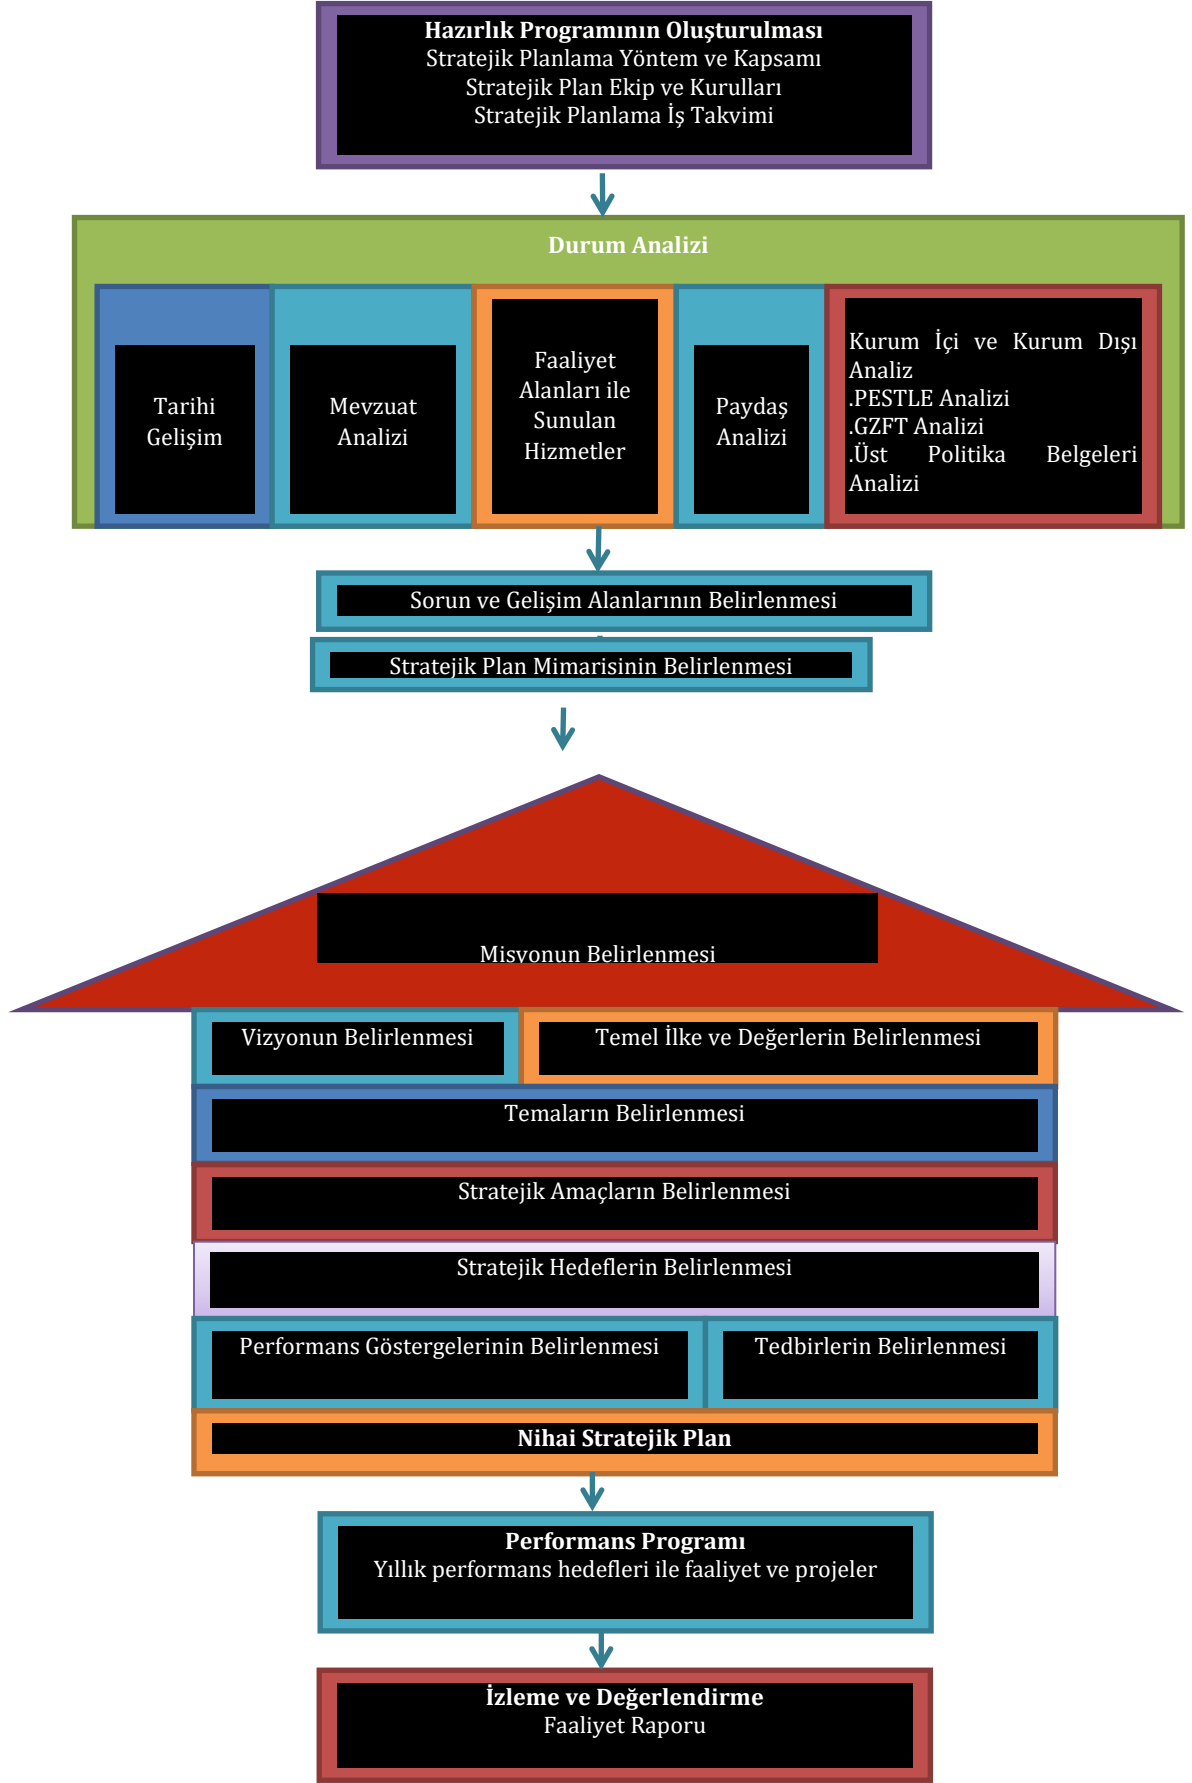 Hazırlık Programının Oluşturulması
Stratejik Planlama Yöntem ve Kapsamı
Stratejik Plan Ekip ve Kurulları
Stratejik Planlama İş Takvimi
Durum Analizi
Tarihi
Gelişim
Mevzuat
Analizi
Faaliyet
Alanları ile
Sunulan
Hizmetler
Paydaş
Analizi
Kurum İçi ve Kurum Dışı
Analiz
.PESTLE Analizi
.GZFT Analizi
.Üst Politika Belgeleri
Analizi
Sorun ve Gelişim Alanlarının Belirlenmesi
Stratejik Plan Mimarisinin Belirlenmesi
Misyonun Belirlenmesi
Vizyonun Belirlenmesi
Temel İlke ve Değerlerin Belirlenmesi
Temaların Belirlenmesi
Stratejik Amaçların Belirlenmesi
Stratejik Hedeflerin Belirlenmesi
Performans Göstergelerinin Belirlenmesi
Tedbirlerin Belirlenmesi
Nihai Stratejik Plan
Performans Programı
Yıllık performans hedefleri ile faaliyet ve projeler
İzleme ve Değerlendirme
Faaliyet Raporu